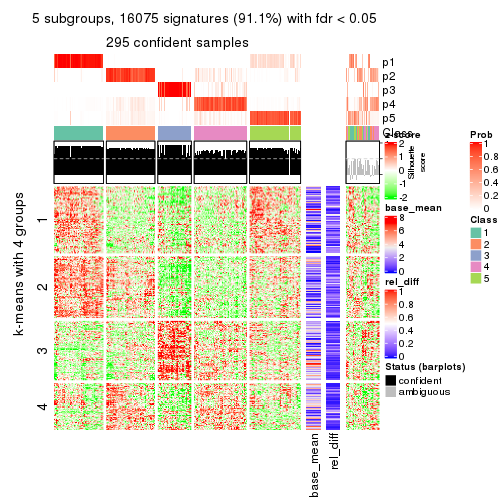 5 subgroups, 16075 signatures (91.1%) with fdr < 0.05
295 confident samples
p1
p2
p3
p4
p5
Class
Silhouette
score
k-means with 4 groups
1
2
3
4
base_mean
rel_diff
z-score
2
1
0
-1
-2
base_mean
8
6
4
2
0
rel_diff
1
0.8
0.6
0.4
0.2
0
Status (barplots)
confident
ambiguous
Prob
1
0.8
0.6
0.4
0.2
0
Class
1
2
3
4
5